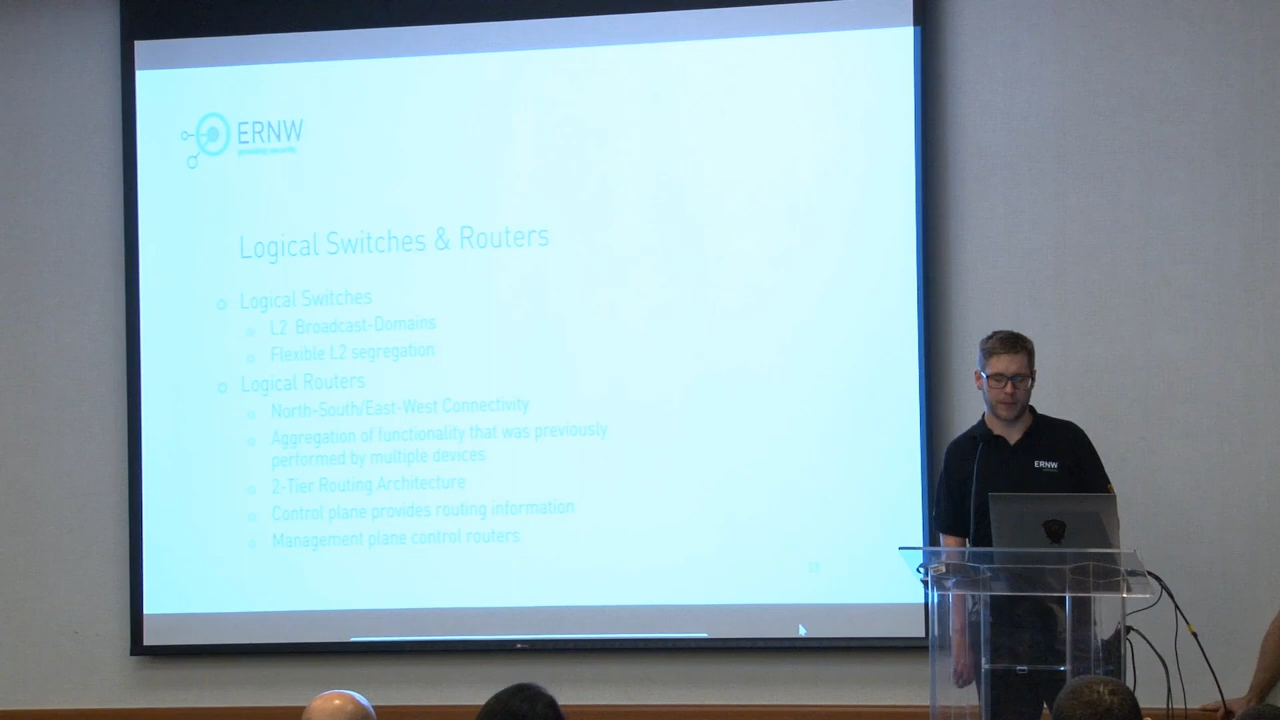 ERNW
providing security.
Logical Switches & Routers
Logical Switches
L2 Broadcast-Domains
Flexible L2 segregation
Logical Routers
North-South/East-West Connectivity
Aggregation of functionality that was previously
performed by multiple devices
2-Tier Routing Architecture
Control plane provides routing information
Management plane control routers
ERNW